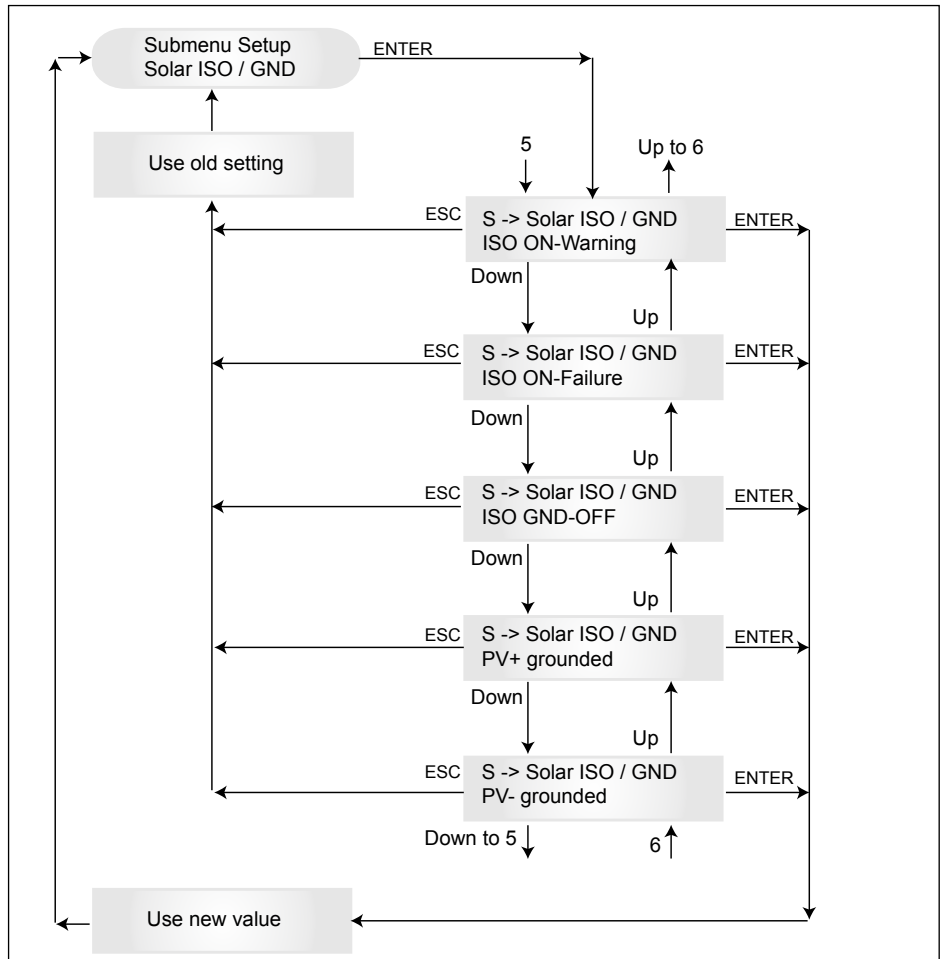 Submenu Setup
Solar ISO / GND
ENTER
Use old setting
5
Up to 6
ESC
S -> Solar ISO / GND
ISO ON-Warning
ENTER
Down
Up
ESC
S -> Solar ISO / GND
ISO ON-Failure
ENTER
Down
Up
ESC
S -> Solar ISO / GND
ISO GND-OFF
ENTER
Down
Up
ESC
S -> Solar ISO / GND
PV+ grounded
ENTER
Down
Up
ESC
S -> Solar ISO / GND
PV- grounded
ENTER
Down to 5
6
Use new value